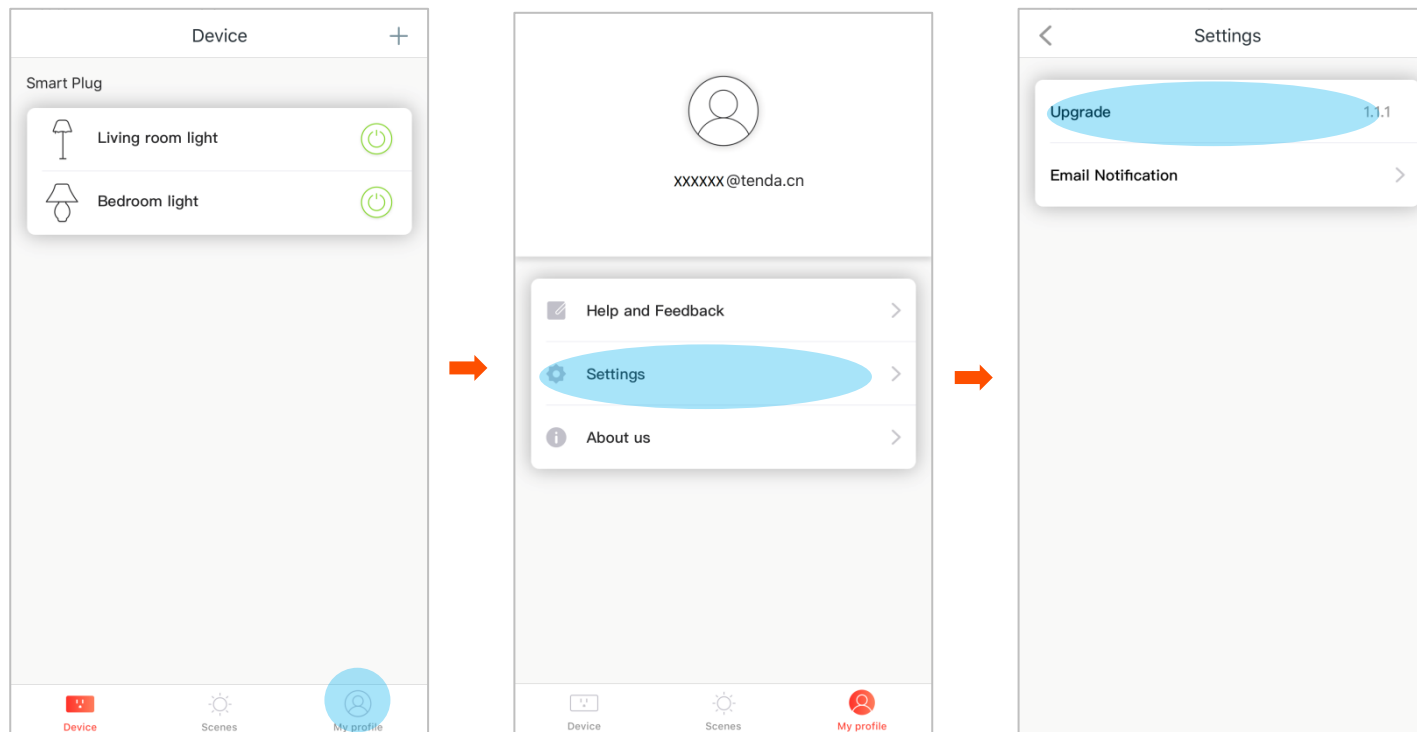 Device
Smart Plug
Living room light
Bedroom light
Device
Scenes
My profile
xxxxxx@tenda.cn
Help and Feedback
Settings
About us
Device
Scenes
My profile
Settings
Upgrade 1.1.1
Email Notification